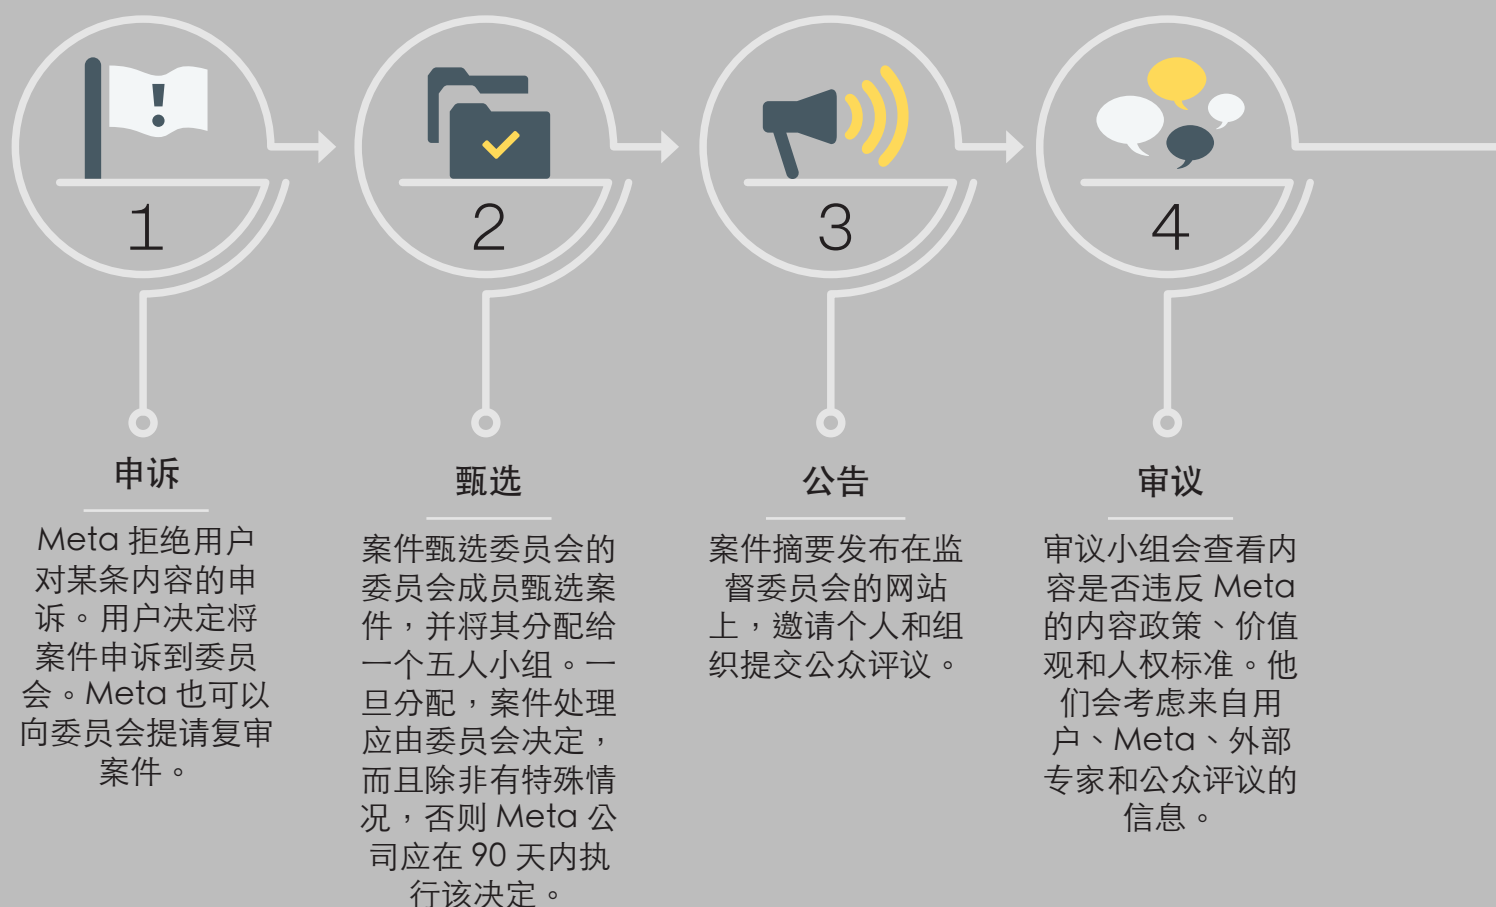 1
申诉
Meta 拒绝用户
对某条内容的申
诉。用户决定将
案件申诉到委员
会。Meta 也可以
向委员会提请复审
案件。
2
甄选
案件甄选委员会的
委员会成员甄选案
件，并将其分配给
一个五人小组。一
旦分配，案件处理
应由委员会决定，
而且除非有特殊情
况，否则 Meta 公
司应在 90 天内执
行该决定。
3
公告
案件摘要发布在监
督委员会的网站
上，邀请个人和组
织提交公众评议。
4
审议
审议小组会查看内
容是否违反 Meta
的内容政策、价值
观和人权标准。他
们会考虑来自用
户、Meta、外部
专家和公众评议的
信息。